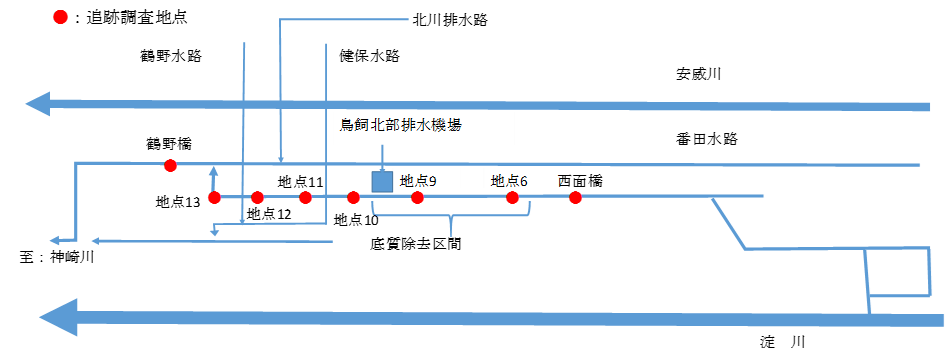 ●：追跡調査地点
北川排水路
鶴野水路
健保水路
安威川
鳥飼北部排水機場
鶴野橋
番田水路
地点11
地点9
地点6
西面橋
地点13
地点12
地点10
底質除去区間
至：神崎川
淀　川